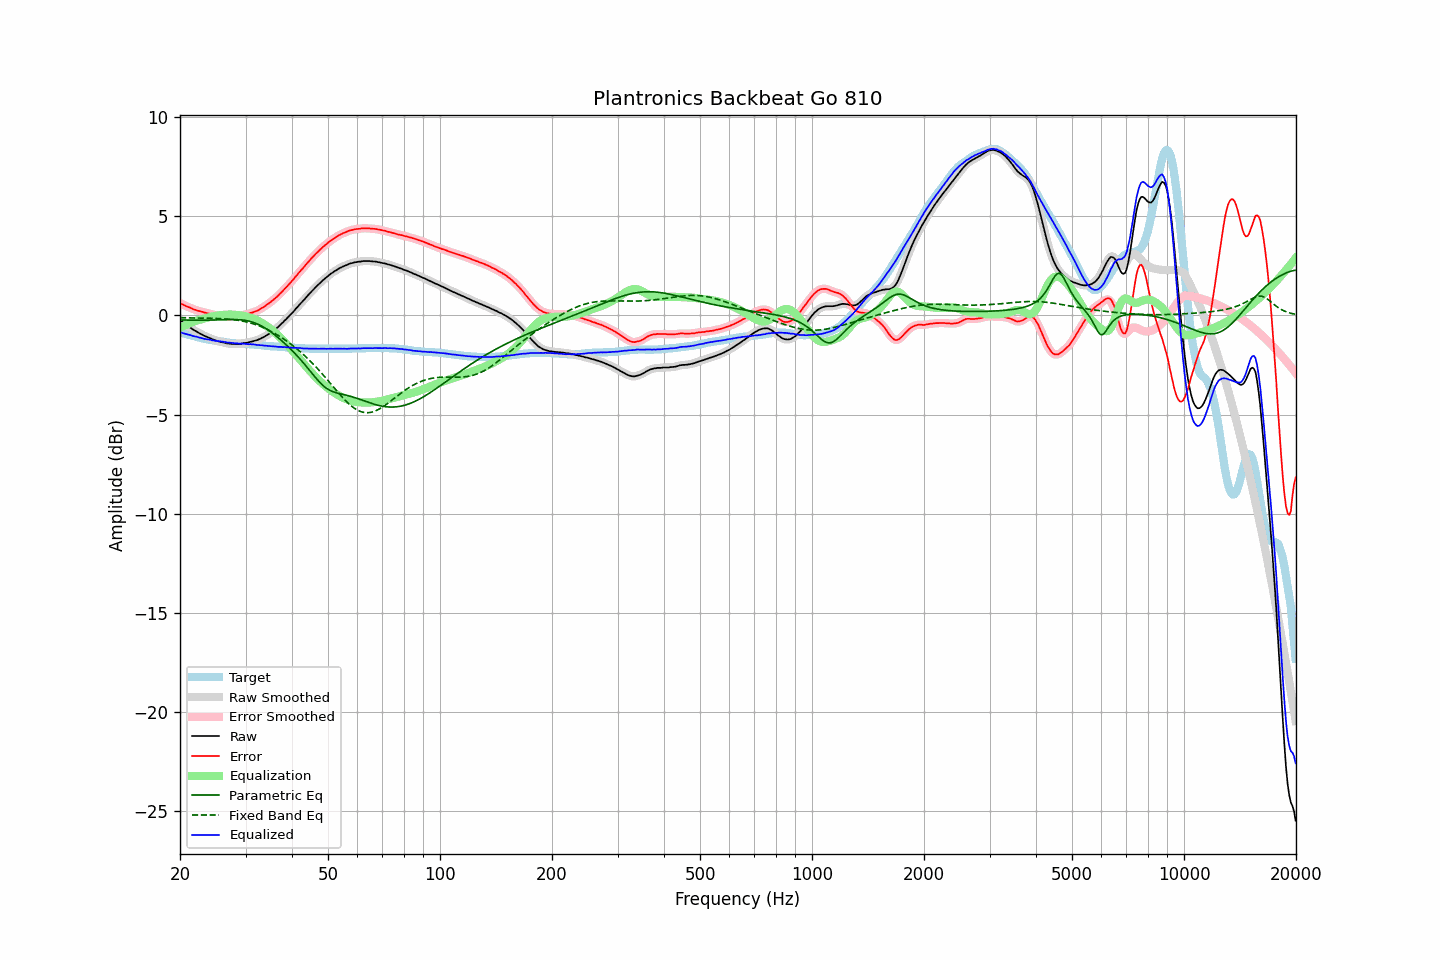 Plantronics Backbeat Go 810
Amplitude (dBr)
10
5
0
−5
−10
−15
−20
−25
Target
Raw Smoothed
Error Smoothed
Raw
Error
Equalization
Parametric Eq
Fixed Band Eq
Equalized
20 50 100 200 500 1000 2000 5000 10000 20000
Frequency (Hz)